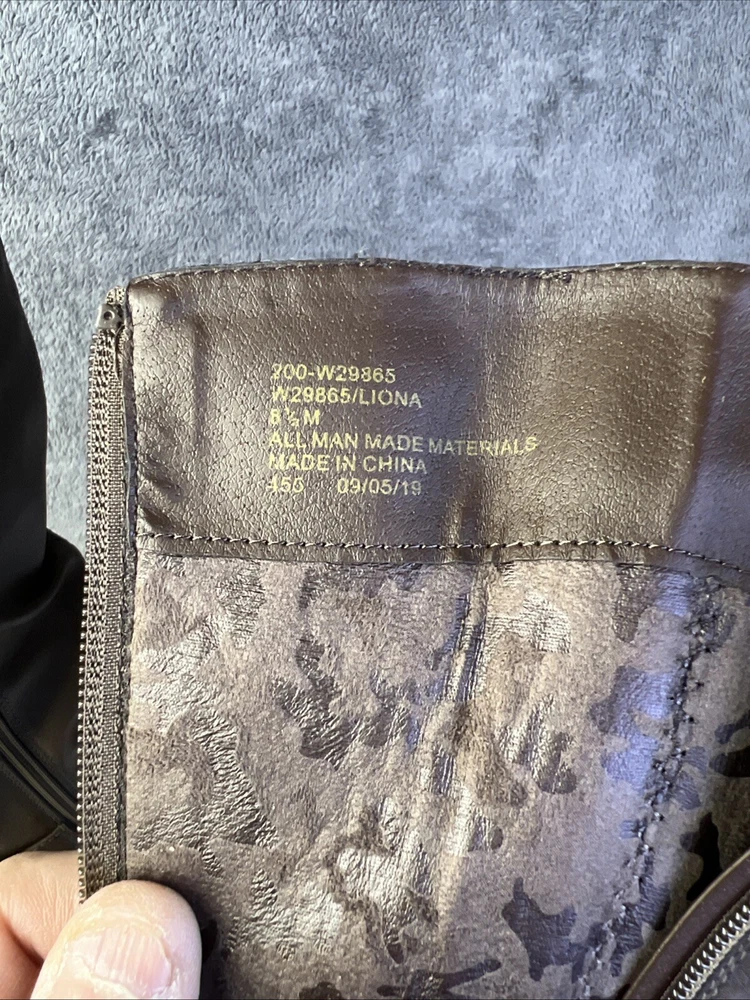 200-W29865
W29865/LIONA
8 ½ M
ALL MAN MADE MATERIALS
MADE IN CHINA
455 09/05/19